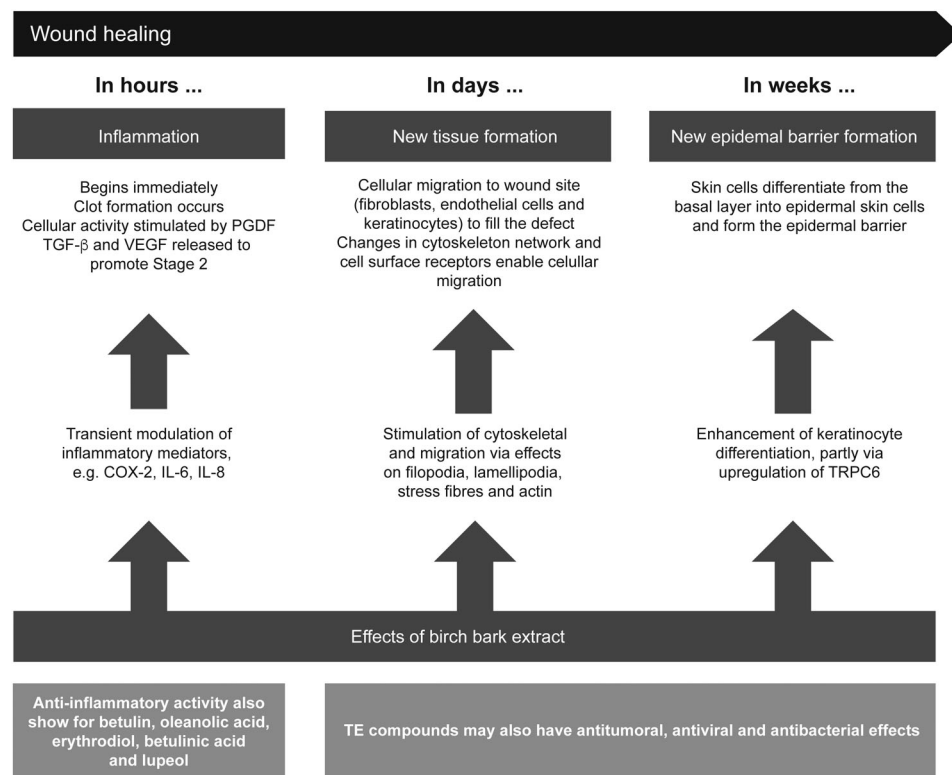 Wound healing
In hours ...
Inflammation
Begins immediately
Clot formation occurs
Cellular activity stimulated by PGDF
TGF-β and VEGF released to
promote Stage 2
Transient modulation of
inflammatory mediators,
e.g. COX-2, IL-6, IL-8
In days ...
New tissue formation
Cellular migration to wound site
(fibroblasts, endothelial cells and
keratinocytes) to fill the defect
Changes in cytoskeleton network and
cell surface receptors enable celullar
migration
Stimulation of cytoskeletal
and migration via effects
on filopodia, lamellipodia,
stress fibres and actin
In weeks ...
New epidemal barrier formation
Skin cells differentiate from the
basal layer into epidermal skin cells
and form the epidermal barrier
Enhancement of keratinocyte
differentiation, partly via
upregulation of TRPC6
Effects of birch bark extract
Anti-inflammatory activity also
show for betulin, oleanolic acid,
erythrodiol, betulinic acid
and lupeol
TE compounds may also have antitumoral, antiviral and antibacterial effects